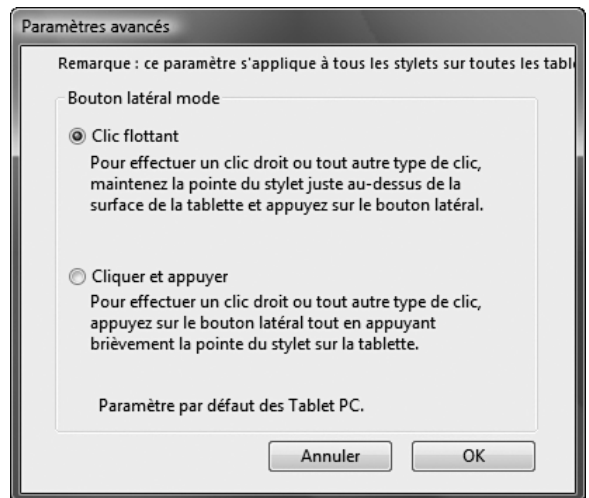 Paramètres avancés
Remarque : ce paramètre s'applique à tous les stylets sur toutes les
Bouton latéral mode
Clic flottant
Pour effectuer un clic droit ou tout autre type de clic,
maintenez la pointe du stylet juste au-dessus de la
surface de la tablette et appuyez sur le bouton latéral.
Cliquer et appuyer
Pour effectuer un clic droit ou tout autre type de clic,
appuyez sur le bouton latéral tout en appuyant
brièvement la pointe du stylet sur la tablette.
Paramètre par défaut des Tablet PC.
Annuler OK